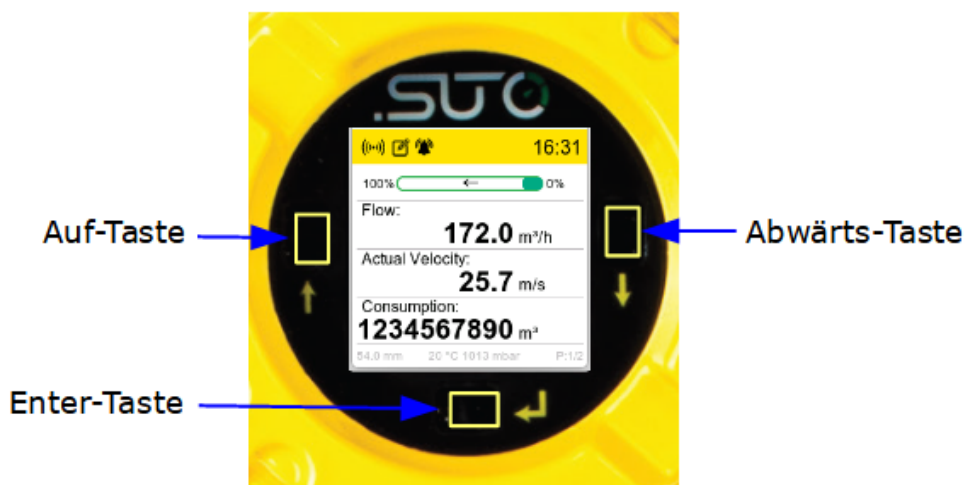 .SUTO
16:31
100% 0%
Flow:
172.0 m³/h
Auf-Taste
Abwärts-Taste
Actual Velocity:
25.7 m/s
Consumption:
1234567890 m³
54.0 mm 20 °C 1013 mbar P:1/2
Enter-Taste